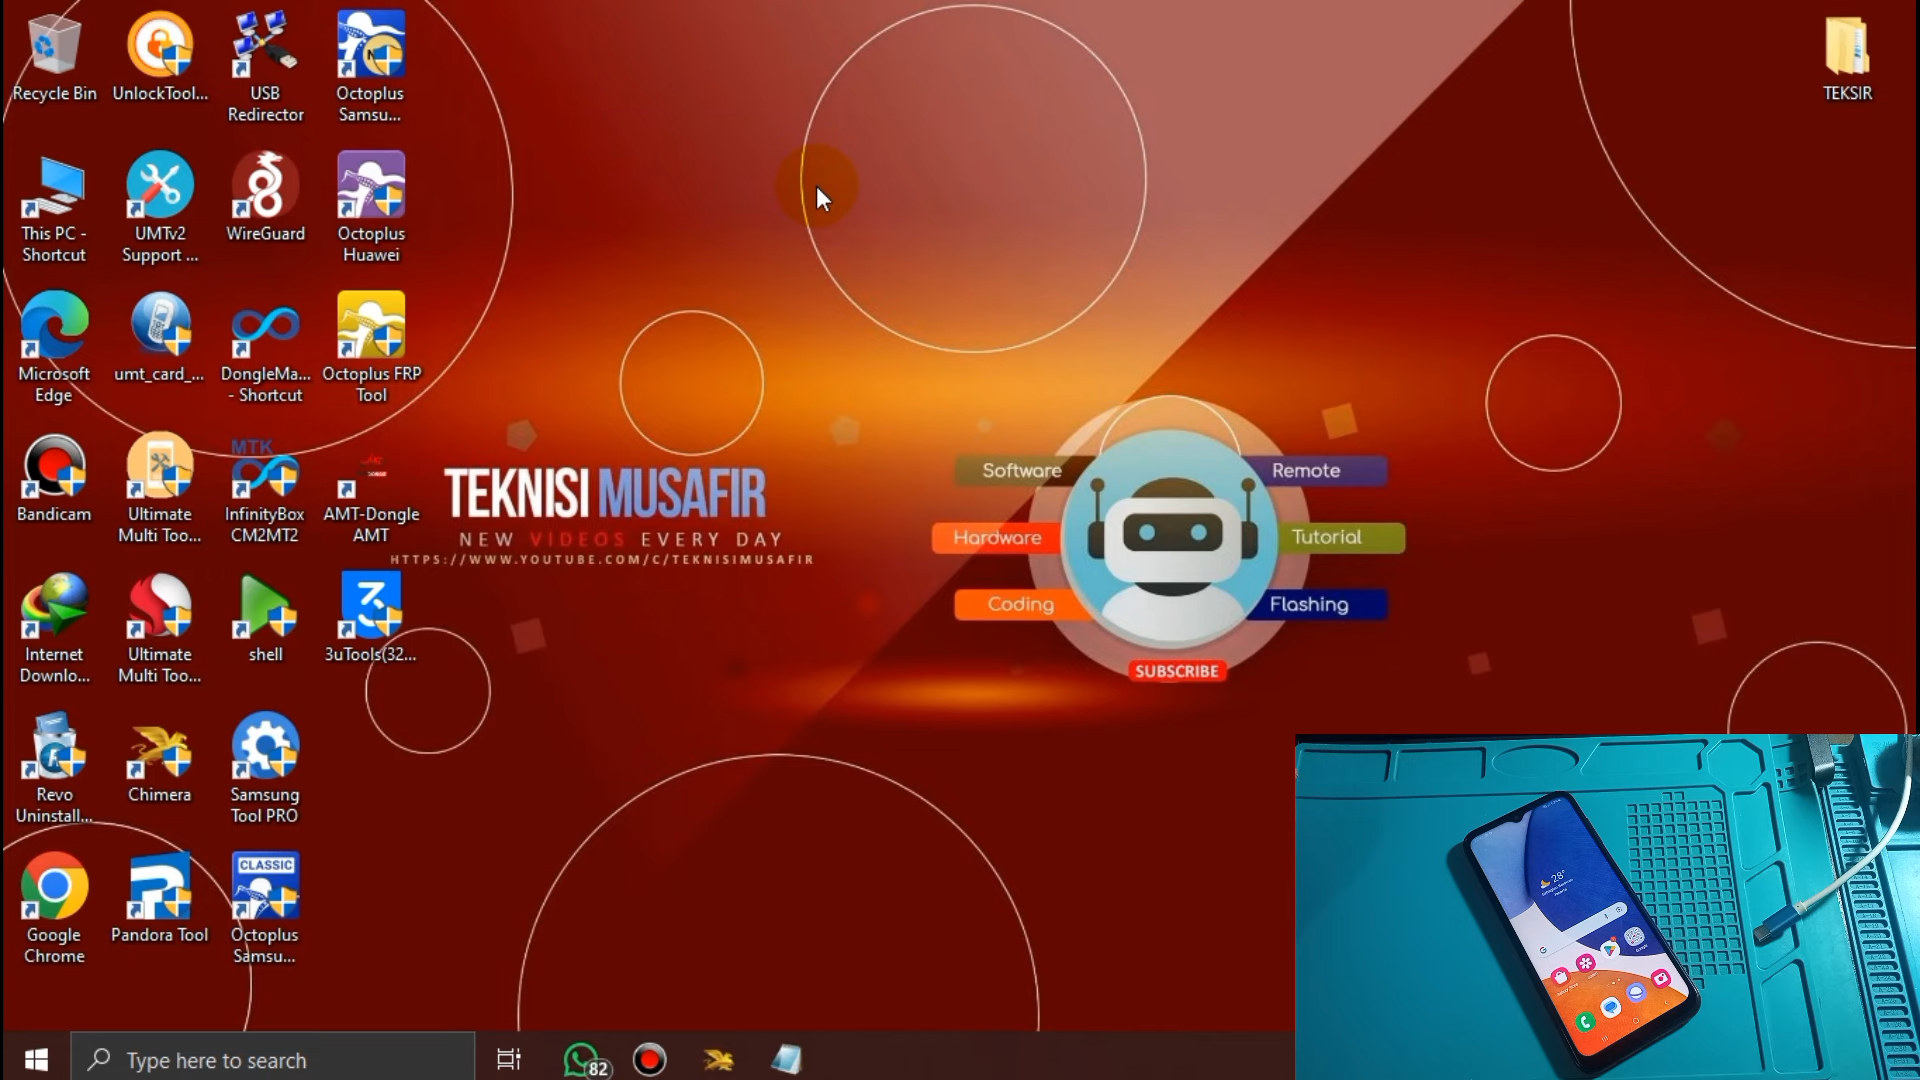 Recycle Bin
UnlockTool...
USB
Redirector
Octoplus
Samsu...
TEKSIR
This PC -
Shortcut
UMTv2
Support ...
WireGuard
Octoplus
Huawei
Microsoft
Edge
umt_card_...
DongleMa...
- Shortcut
Octoplus FRP
Tool
Bandicam
Ultimate
Multi Too...
MTK
InfinityBox
CM2MT2
AMT-Dongle
AMT
TEKNISI MUSAFIR
NEW VIDEOS EVERY DAY
HTTPS://WWW.YOUTUBE.COM/C/TEKNISIMUSAFIR
Software
Remote
Hardware
Tutorial
Coding
Flashing
SUBSCRIBE
Internet
Downlo...
Ultimate
Multi Too...
shell
3uTools(32...
Revo
Uninstall...
Chimera
Samsung
Tool PRO
Google
Chrome
Pandora Tool
CLASSIC
Octoplus
Samsu...
28°
Type here to search
82